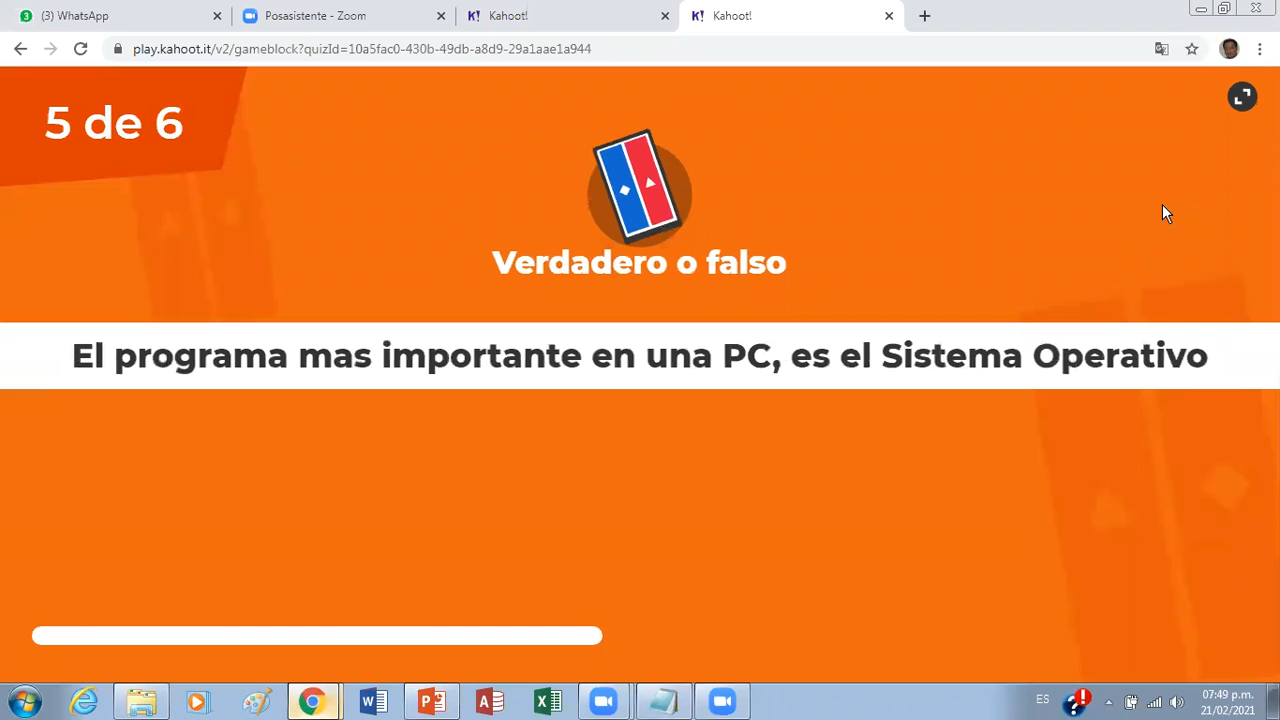 (3) WhatsApp
Posasistente - Zoom
K! Kahoot!
K! Kahoot!
play.kahoot.it/v2/gameblock?quizId=10a5fac0-430b-49db-a8d9-29a1aae1a944
5 de 6
Verdadero o falso
El programa mas importante en una PC, es el Sistema Operativo
ES
07:49 p.m.
21/02/2021